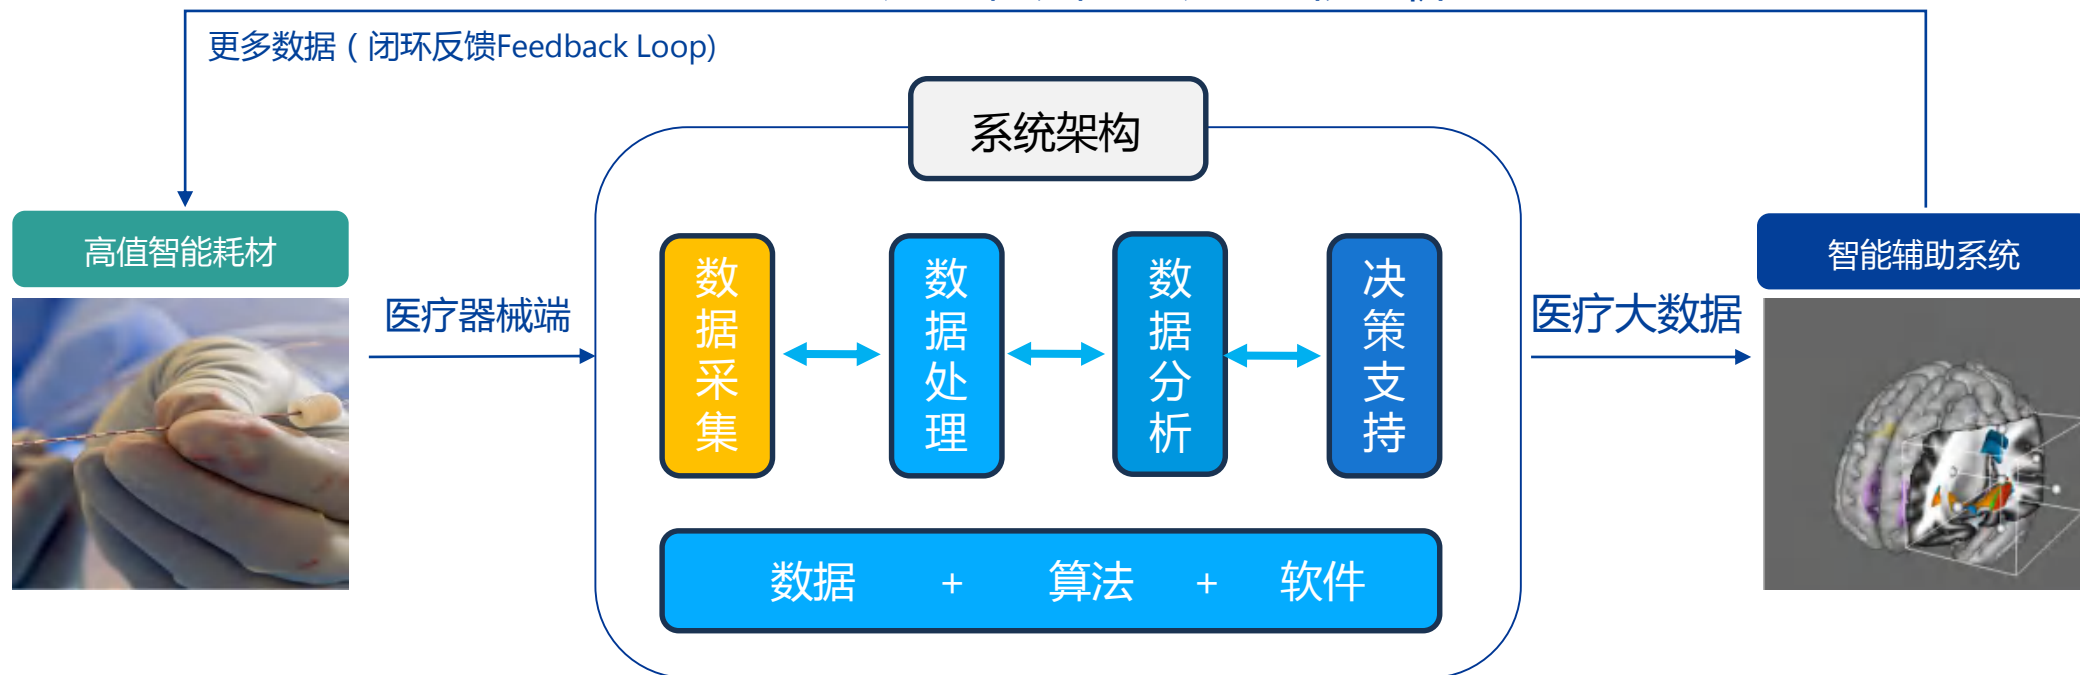 更多数据（闭环反馈Feedback Loop)
系统架构
高值智能耗材
智能辅助系统
医疗器械端
医疗大数据
数据采集
数据处理
数据分析
决策支持
数据 + 算法 + 软件